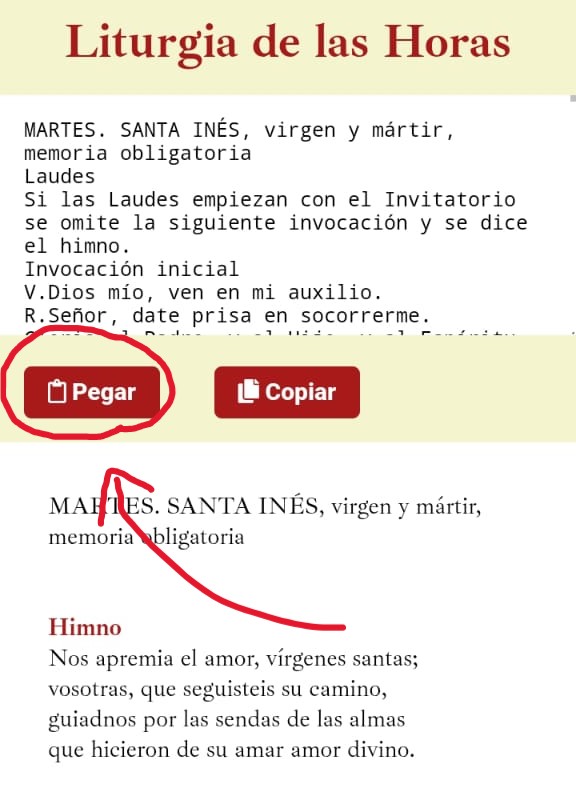 Liturgia de las Horas
MARTES. SANTA INÉS, virgen y mártir,
memoria obligatoria
Laudes
Si las Laudes empiezan con el Invitatorio
se omite la siguiente invocación y se dice
el himno.
Invocación inicial
V.Dios mío, ven en mi auxilio.
R.Señor, date prisa en socorrerme.
Pegar
Copiar
MARTES. SANTA INÉS, virgen y mártir,
memoria obligatoria
Himno
Nos apremia el amor, vírgenes santas;
vosotras, que seguisteis su camino,
guiadnos por las sendas de las almas
que hicieron de su amar amor divino.